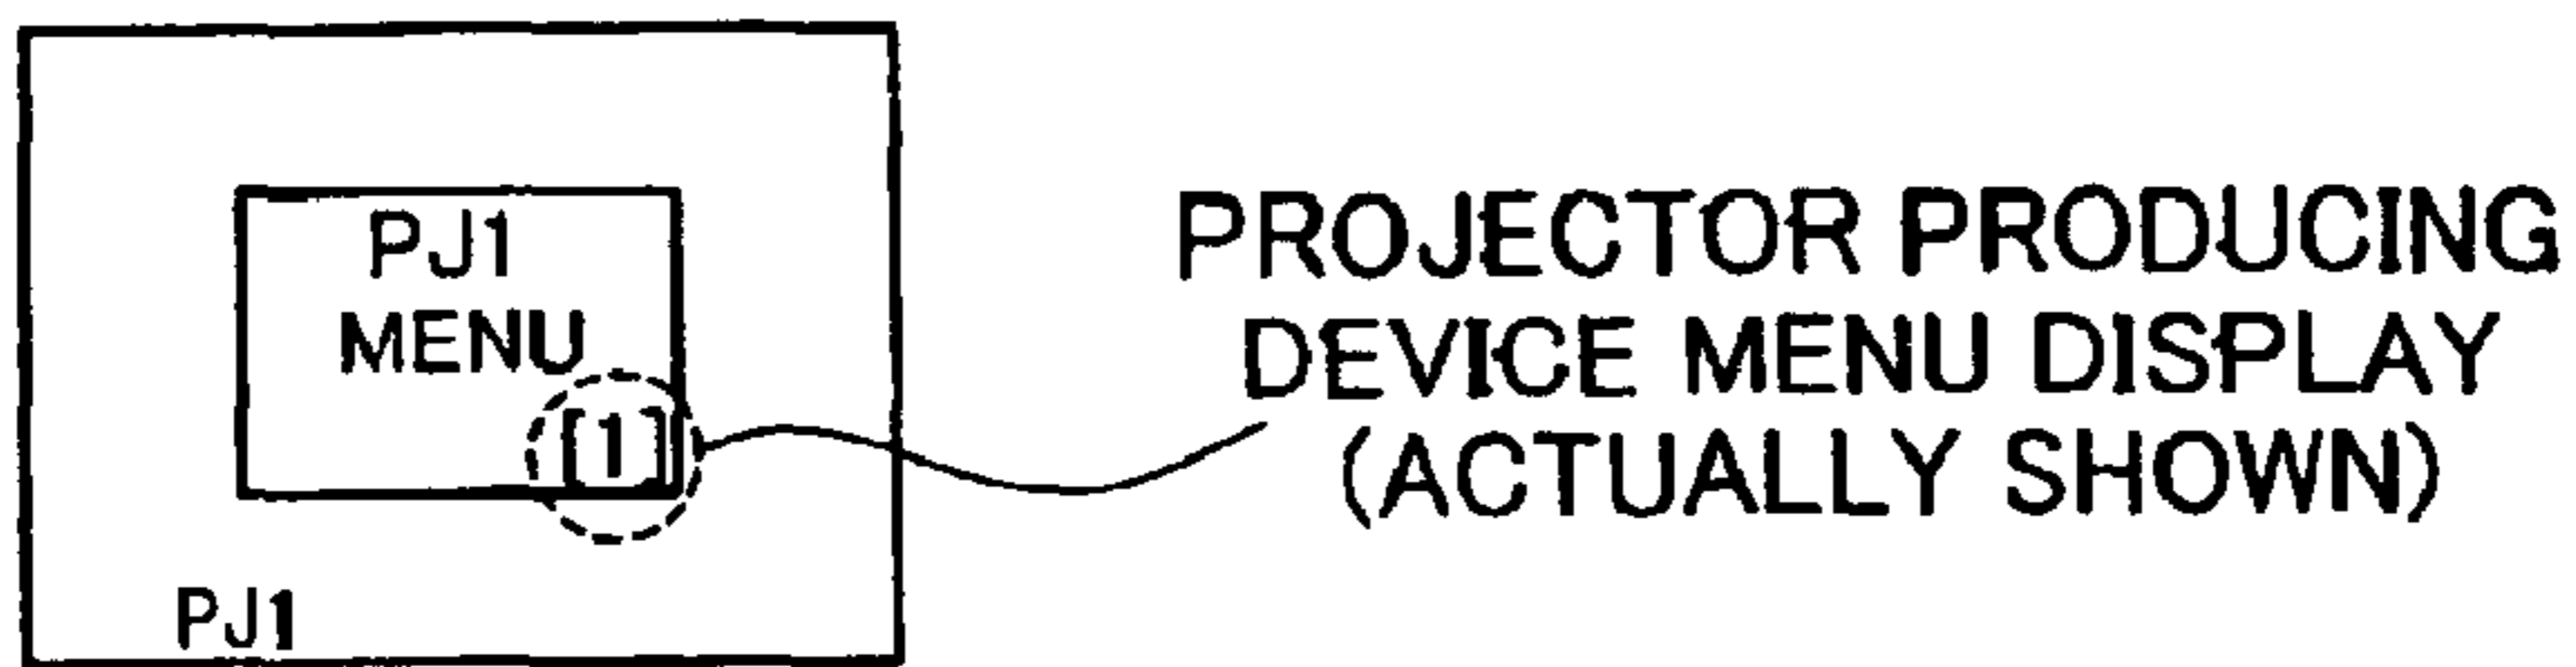 PJ1
MENU
[1]
PJ1
PROJECTOR PRODUCING
DEVICE MENU DISPLAY
(ACTUALLY SHOWN)